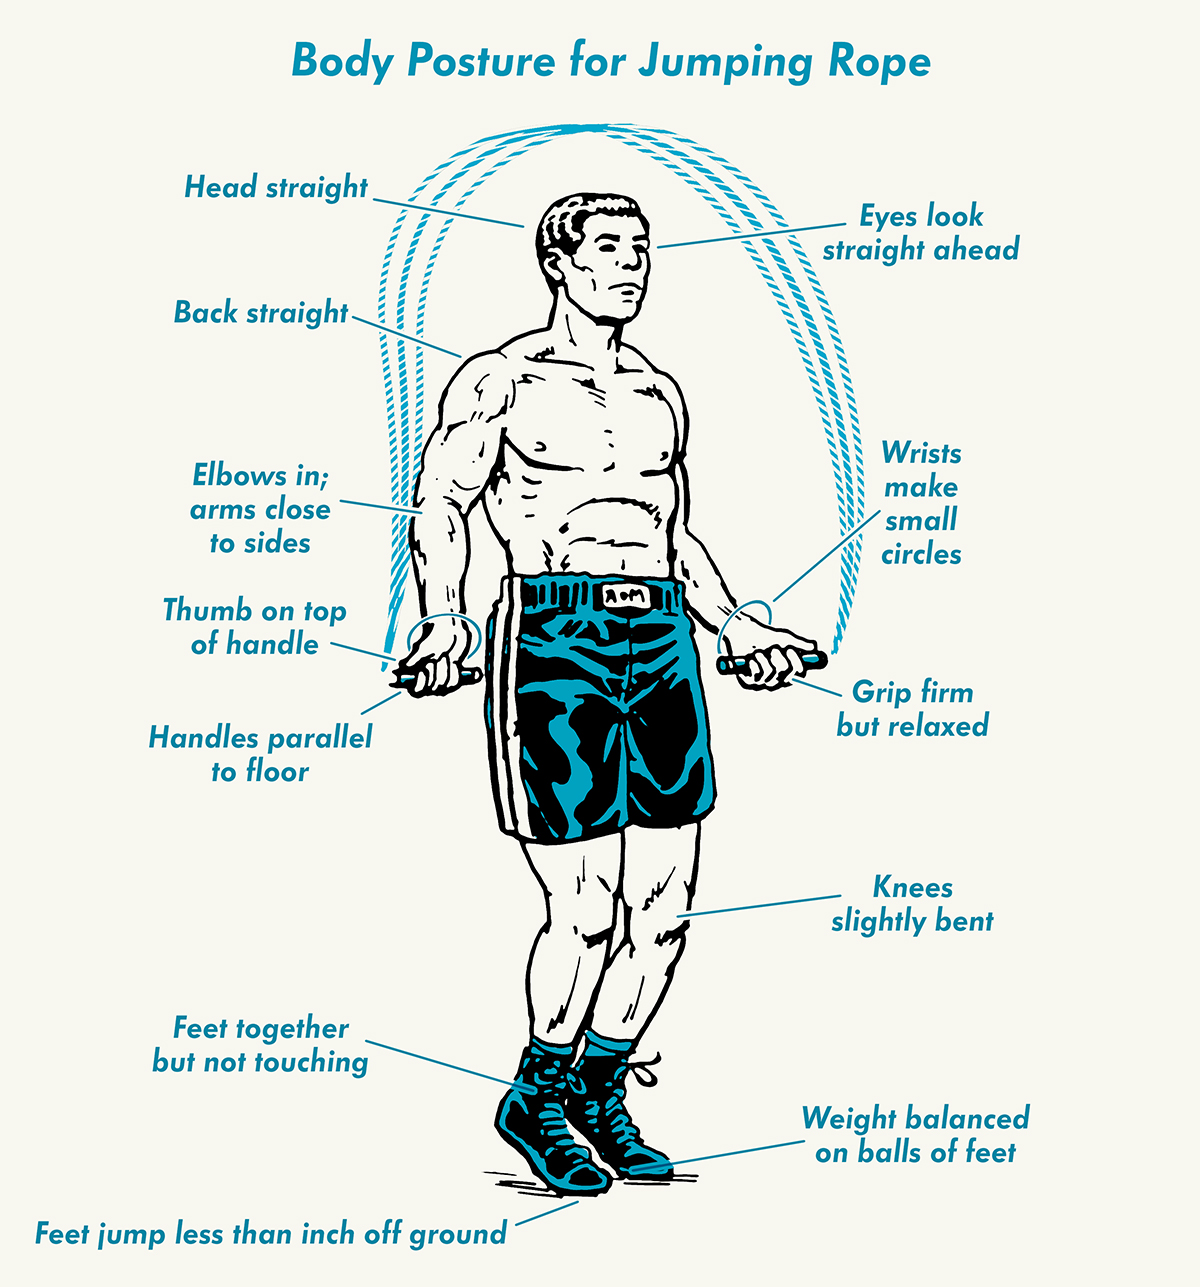 Body Posture for Jumping Rope
Head straight
Eyes look
straight ahead
Back straight
Wrists
make
small
circles
Elbows in;
arms close
to sides
Thumb on top
of handle
Grip firm
but relaxed
Handles parallel
to floor
Knees
slightly bent
Feet together
but not touching
Weight balanced
on balls of feet
Feet jump less than inch off ground